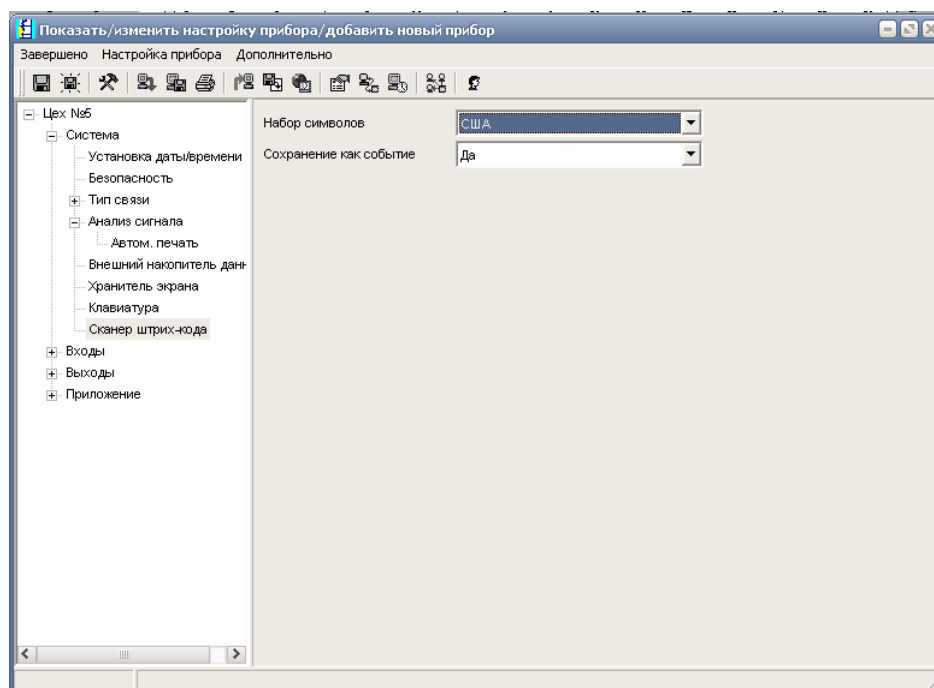 Показать/изменить настройку прибора/добавить новый прибор
Завершено Настройка прибора Дополнительно
Цех №5
Система
Установка даты/времени
Безопасность
Тип связи
Анализ сигнала
Автом. печать
Внешний накопитель данн
Хранитель экрана
Клавиатура
Сканер штрих-кода
Входы
Выходы
Приложение
Набор символов США
Сохранение как событие Да